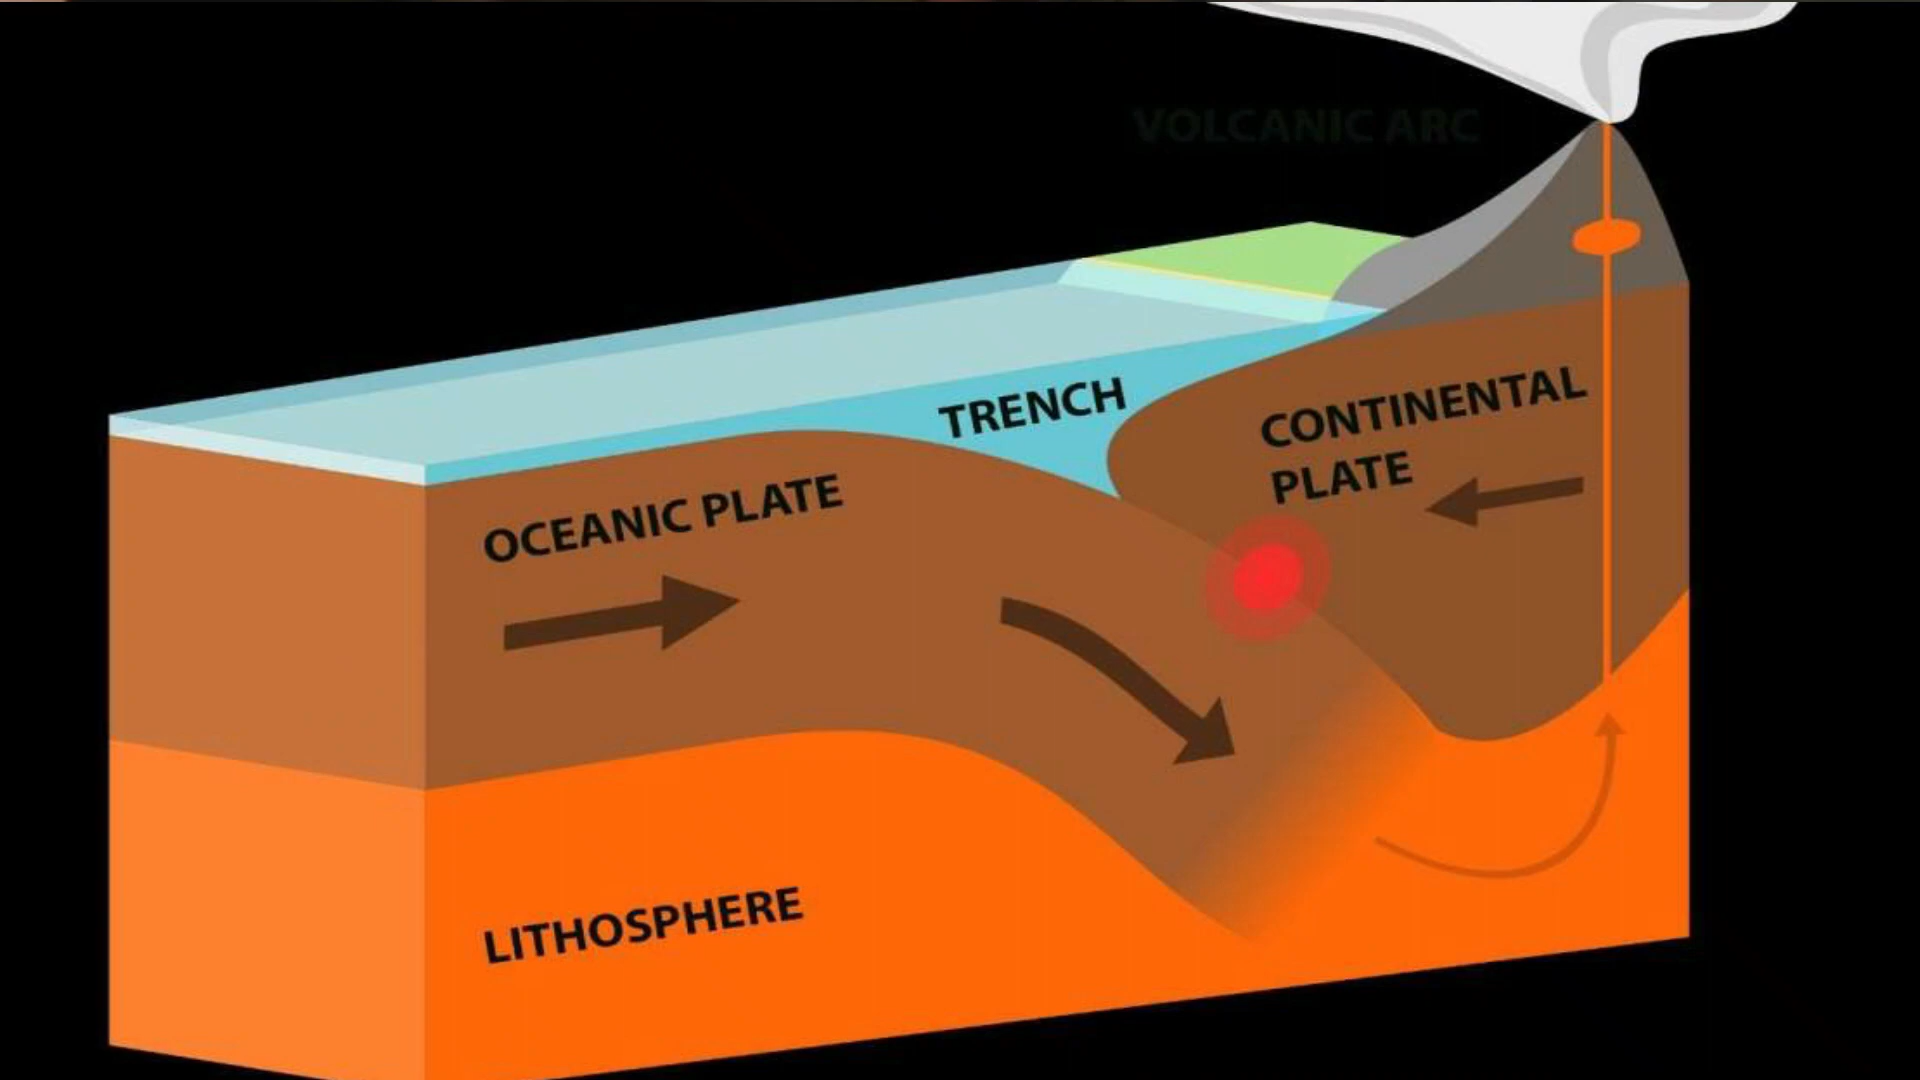 VOLCANIC ARC
TRENCH
CONTINENTAL
PLATE
OCEANIC PLATE
LITHOSPHERE